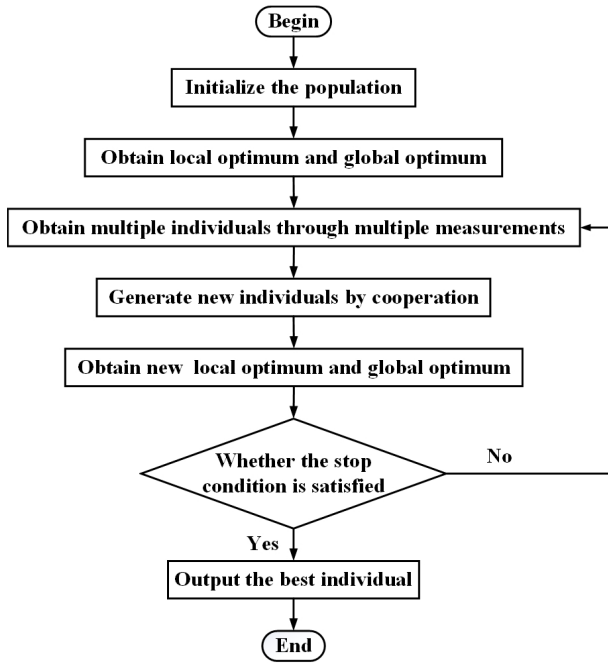 Begin
Initialize the population
Obtain local optimum and global optimum
Obtain multiple individuals through multiple measurements
Generate new individuals by cooperation
Obtain new local optimum and global optimum
Whether the stop
condition is satisfied
No
Yes
Output the best individual
End